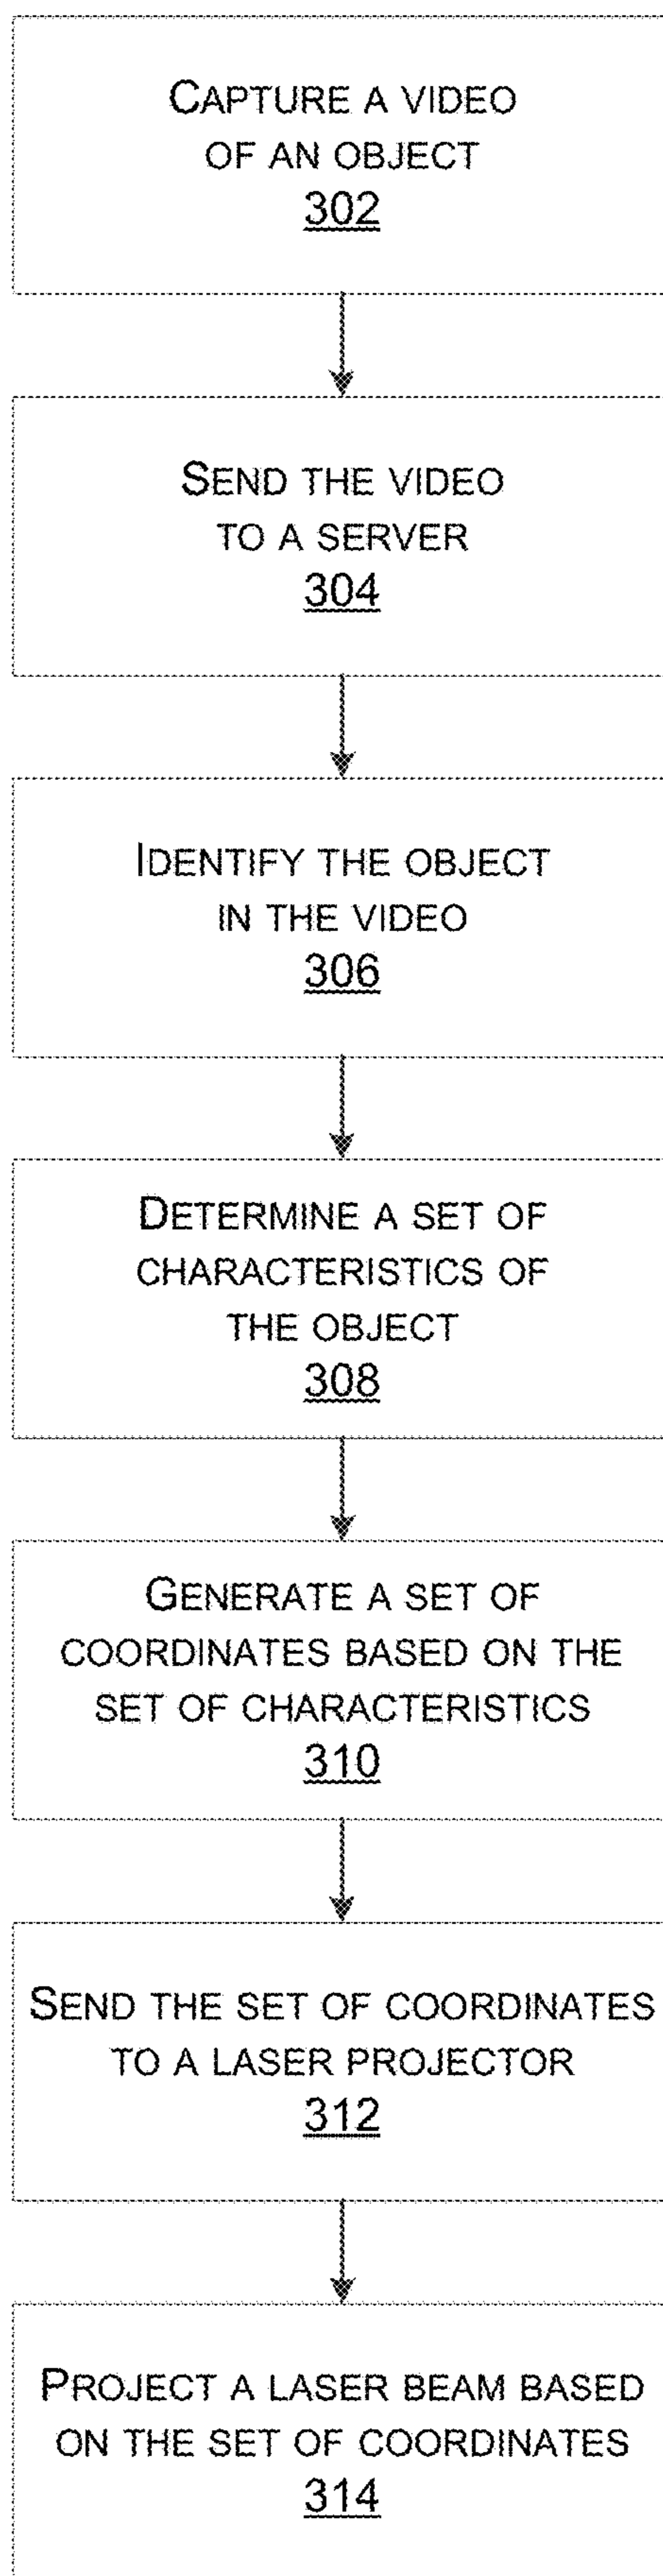 CAPTURE A VIDEO
OF AN OBJECT
302
SEND THE VIDEO
TO A SERVER
304
IDENTIFY THE OBJECT
IN THE VIDEO
306
DETERMINE A SET OF
CHARACTERISTICS OF
THE OBJECT
308
GENERATE A SET OF
COORDINATES BASED ON THE
SET OF CHARACTERISTICS
310
SEND THE SET OF COORDINATES
TO A LASER PROJECTOR
312
PROJECT A LASER BEAM BASED
ON THE SET OF COORDINATES
314